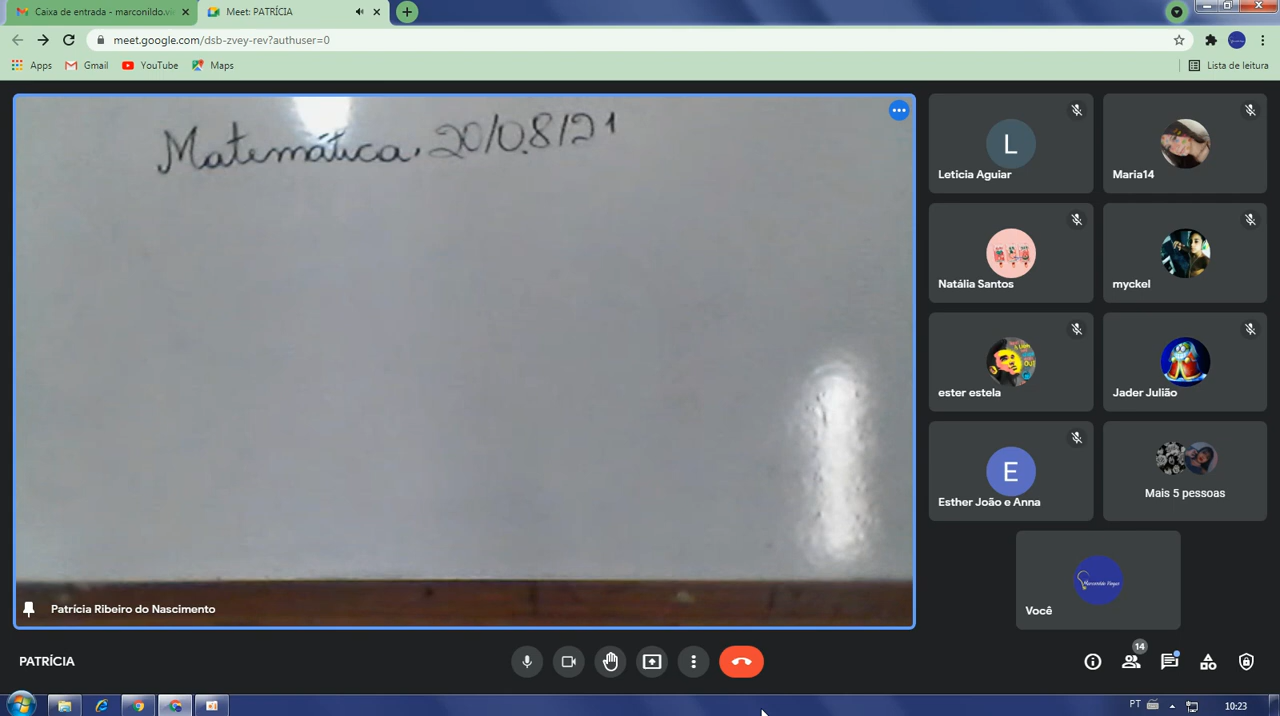 Caixa de entrada - marconildo.vie
Meet: PATRÍCIA
meet.google.com/dsb-zvey-rev?authuser=0
Apps
Gmail
YouTube
Maps
Lista de leitura
Matemática. 20/08/21
Patrícia Ribeiro do Nascimento
L
Leticia Aguiar
Maria14
Natália Santos
myckel
ester estela
Jader Julião
E
Esther João e Anna
Mais 5 pessoas
Você
PATRÍCIA
14
PT
10:23